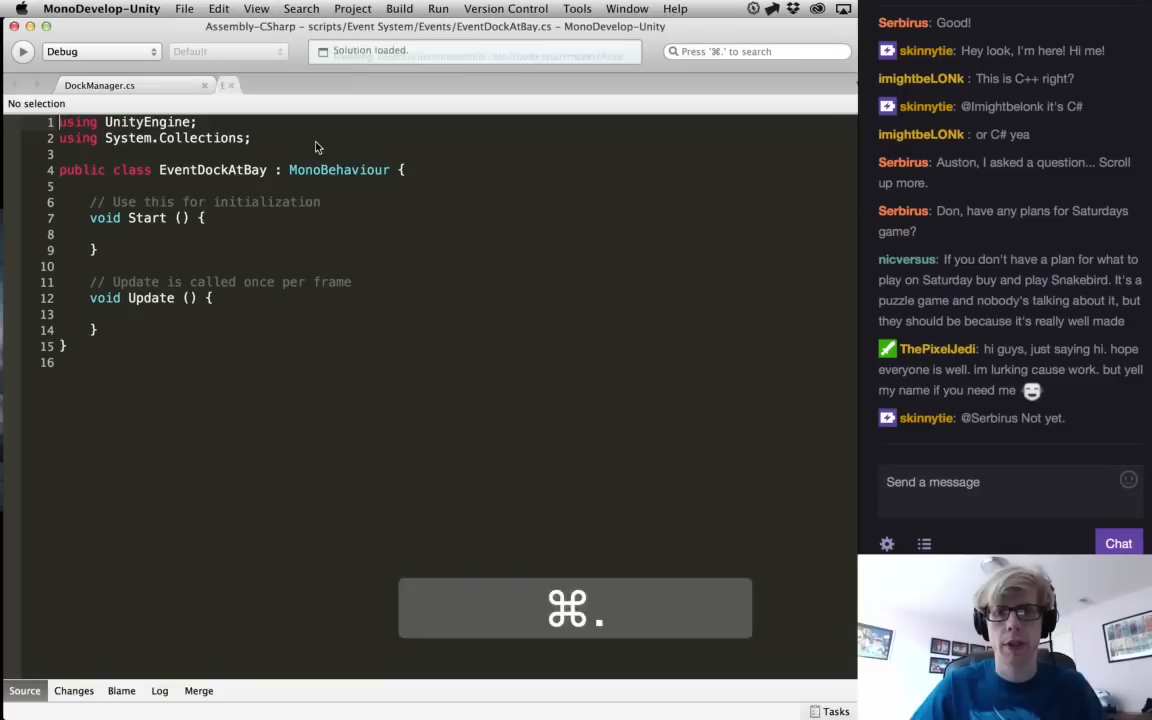 MonoDevelop-Unity File Edit View Search Project Build Run Version Control Tools Window Help
Assembly-CSharp – scripts/Event System/Events/EventDockAtBay.cs – MonoDevelop-Unity
Debug
Default
Solution loaded.
Press '⌘.' to search
DockManager.cs
E
No selection
1 using UnityEngine;
2 using System.Collections;
3
4 public class EventDockAtBay : MonoBehaviour {
5
6 // Use this for initialization
7 void Start () {
8
9 }
10
11 // Update is called once per frame
12 void Update () {
13
14 }
15 }
16
⌘.
Source Changes Blame Log Merge
Tasks
Serbirus: Good!
skinnytie: Hey look, I'm here! Hi me!
imightbeLONk : This is C++ right?
skinnytie: @Imightbelonk it's C#
imightbeLONk : or C# yea
Serbirus: Auston, I asked a question... Scroll
up more.
Serbirus: Don, have any plans for Saturdays
game?
nicversus: If you don't have a plan for what to
play on Saturday buy and play Snakebird. It's a
puzzle game and nobody's talking about it, but
they should be because it's really well made
ThePixelJedi: hi guys, just saying hi. hope
everyone is well. im lurking cause work. but yell
my name if you need me
skinnytie: @Serbirus Not yet.
Send a message
Chat